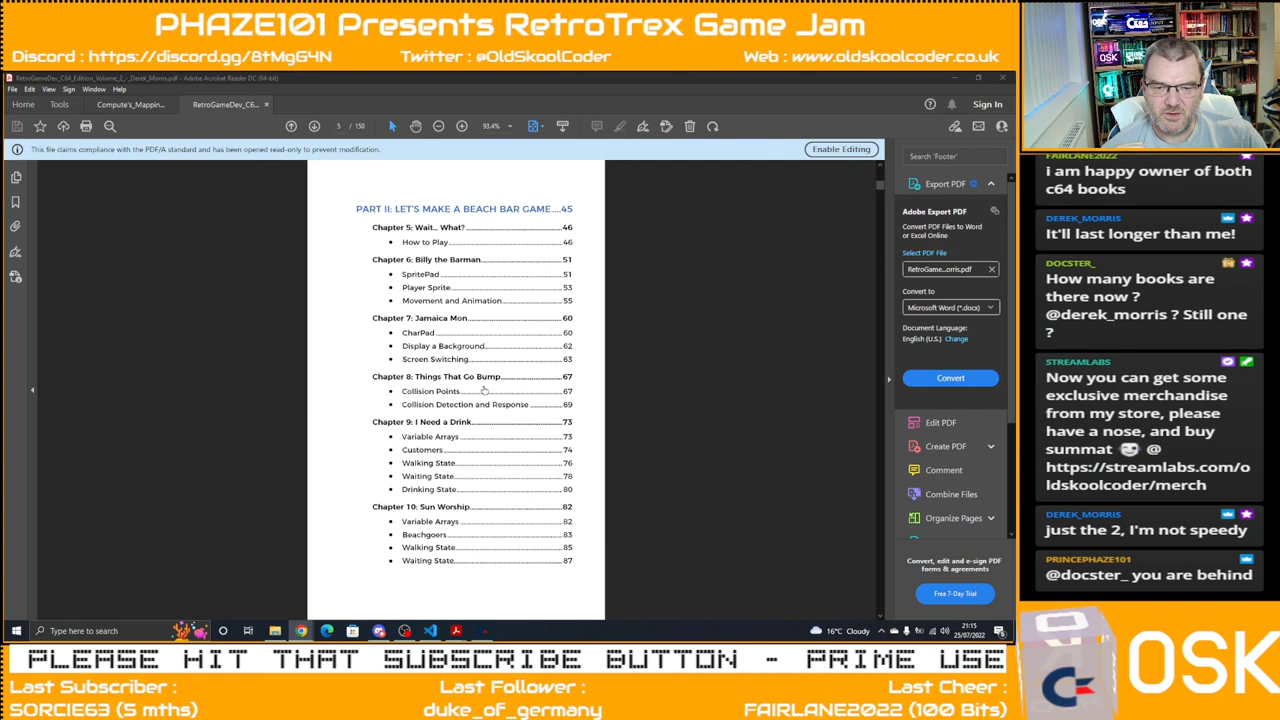 PHAZE101 Presents RetroTrex Game Jam
Discord : https://discord.gg/8tMgG4N
Twitter : @OldSkoolCoder
Web : www.oldskoolcoder.co.uk
RetroGameDev_C64_Edition_Volume_2_-_Derek_Morris.pdf - Adobe Acrobat Reader DC (64-bit)
File Edit View Sign Window Help
Home Tools Compute's_Mappin... RetroGameDev_C6... × Sign In
5 / 150 93.4%
This file claims compliance with the PDF/A standard and has been opened read-only to prevent modification.
Enable Editing
PART II: LET'S MAKE A BEACH BAR GAME....45
Chapter 5: Wait... What? 46
• How to Play 46
Chapter 6: Billy the Barman 51
• SpritePad 51
• Player Sprite 53
• Movement and Animation 55
Chapter 7: Jamaica Mon 60
• CharPad 60
• Display a Background 62
• Screen Switching 63
Chapter 8: Things That Go Bump 67
• Collision Points 67
• Collision Detection and Response 69
Chapter 9: I Need a Drink 73
• Variable Arrays 73
• Customers 74
• Walking State 76
• Waiting State 78
• Drinking State 80
Chapter 10: Sun Worship 82
• Variable Arrays 82
• Beachgoers 83
• Walking State 85
• Waiting State 87
Search 'Footer'
Export PDF
Adobe Export PDF
Convert PDF Files to Word
or Excel Online
Select PDF File
RetroGame...orris.pdf ×
Convert to
Microsoft Word (*.docx)
Document Language:
English (U.S.) Change
Convert
Edit PDF
Create PDF
Comment
Combine Files
Organize Pages
Convert, edit and e-sign PDF
forms & agreements
Free 7-Day Trial
Type here to search
16°C Cloudy
21:15
25/07/2022
OSK
FAIRLANE2022
i am happy owner of both
c64 books
DEREK_MORRIS
It'll last longer than me!
DOCSTER_
How many books are
there now ?
@derek_morris ? Still one
?
STREAMLABS
Now you can get some
exclusive merchandise
from my store, please
have a nose, and buy
summat @
https://streamlabs.com/o
ldskoolcoder/merch
DEREK_MORRIS
just the 2, I'm not speedy
PRINCEPHAZE101
@docster_ you are behind
PLEASE HIT THAT SUBSCRIBE BUTTON - PRIME USE
Last Subscriber :
SORCIE63 (5 mths)
Last Follower :
duke_of_germany
Last Cheer :
FAIRLANE2022 (100 Bits)
OSK